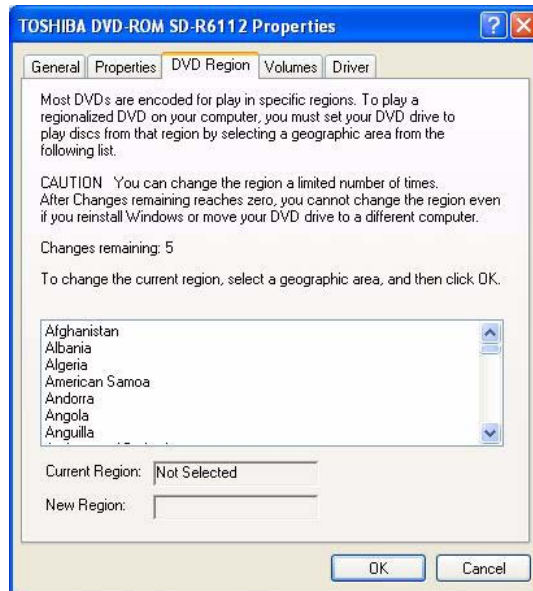 TOSHIBA DVD-ROM SD-R6112 Properties
General Properties DVD Region Volumes Driver
Most DVDs are encoded for play in specific regions. To play a
regionalized DVD on your computer, you must set your DVD drive to
play discs from that region by selecting a geographic area from the
following list.
CAUTION You can change the region a limited number of times.
After Changes remaining reaches zero, you cannot change the region even
if you reinstall Windows or move your DVD drive to a different computer.
Changes remaining: 5
To change the current region, select a geographic area, and then click OK.
Afghanistan
Albania
Algeria
American Samoa
Andorra
Angola
Anguilla
Current Region: Not Selected
New Region:
OK Cancel